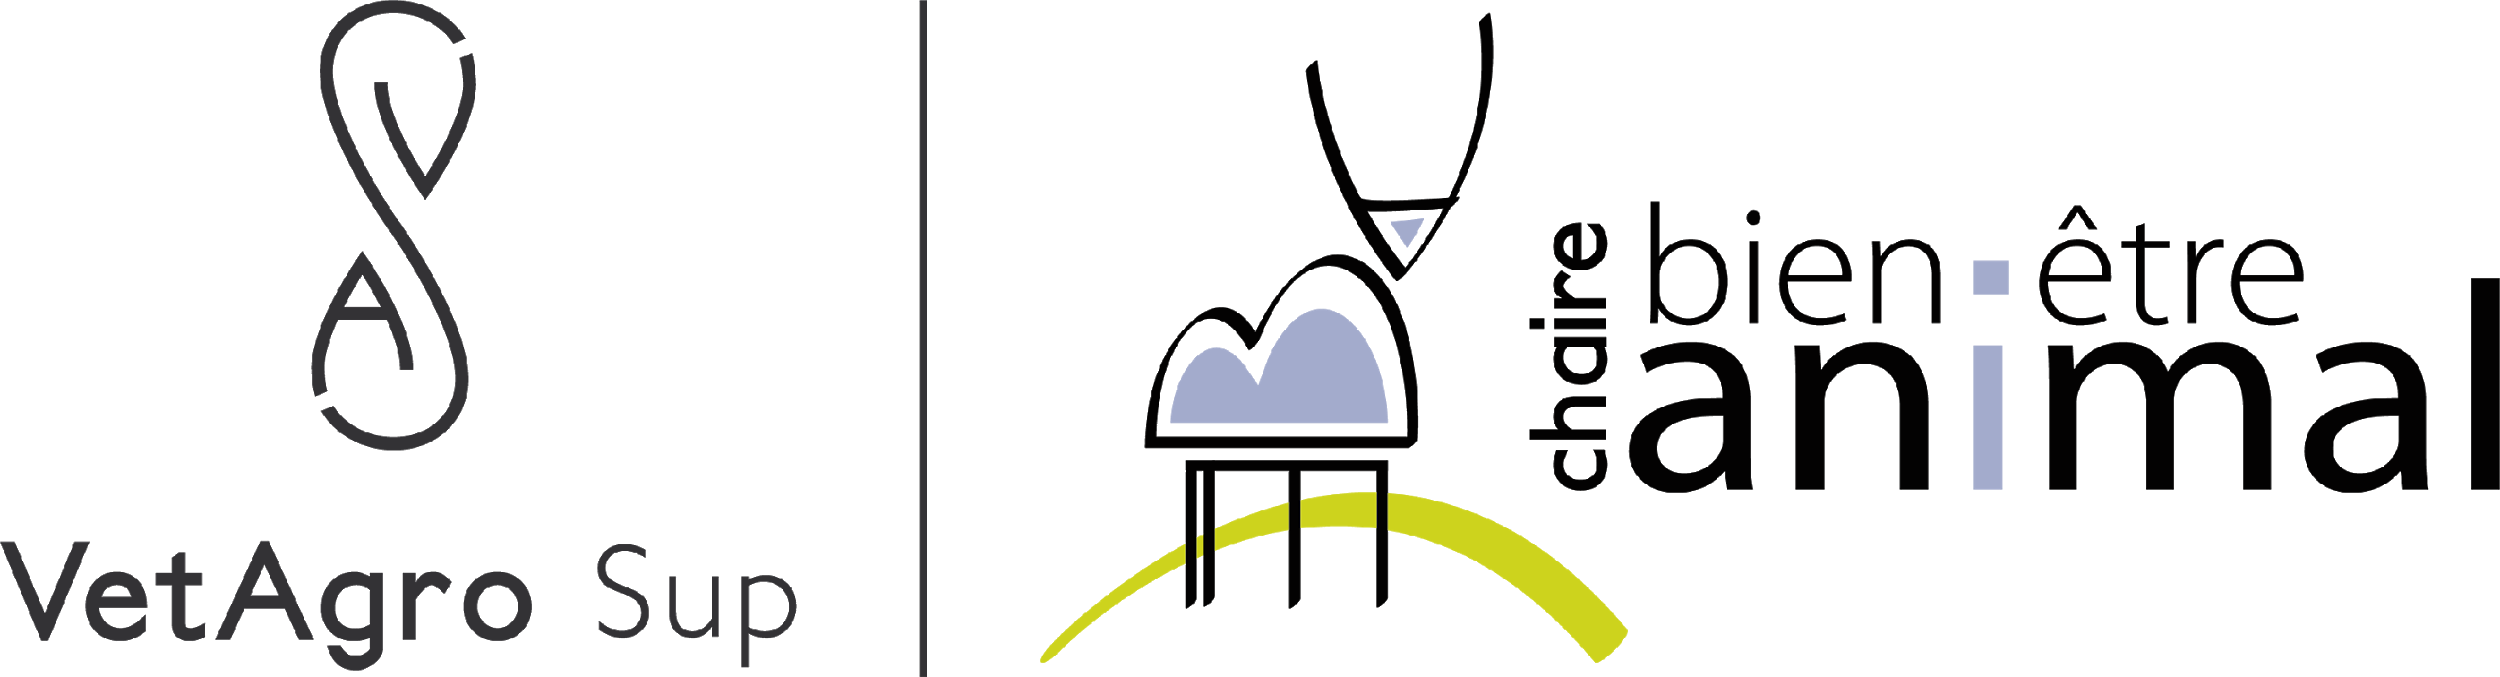 VetAgro Sup
chaire
bien être
animal